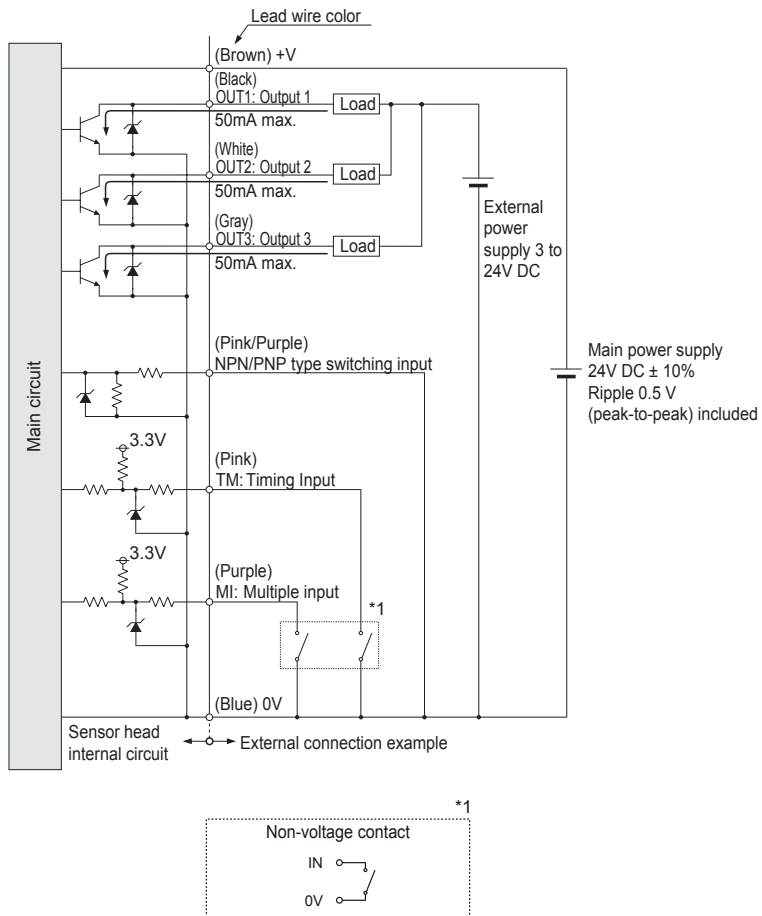 Lead wire color
(Brown) +V
(Black)
OUT1: Output 1
Load
50mA max.
(White)
OUT2: Output 2
Load
50mA max.
(Gray)
OUT3: Output 3
Load
50mA max.
External
power
supply 3 to
24V DC
(Pink/Purple)
NPN/PNP type switching input
Main power supply
24V DC ± 10%
Ripple 0.5 V
(peak-to-peak) included
Main circuit
3.3V
(Pink)
TM: Timing Input
3.3V
(Purple)
MI: Multiple input
*1
(Blue) 0V
Sensor head
internal circuit
External connection example
*1
Non-voltage contact
IN
0V